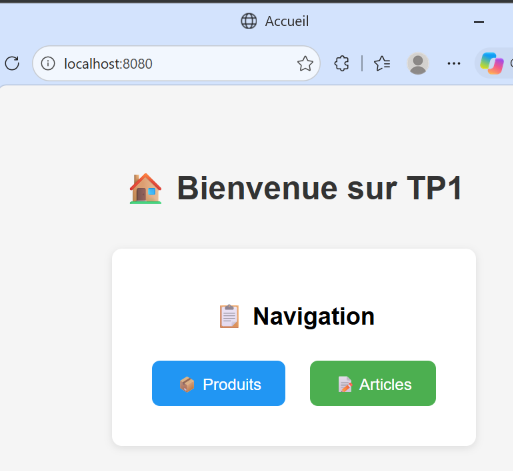 Accueil
localhost:8080
Bienvenue sur TP1
Navigation
Produits
Articles